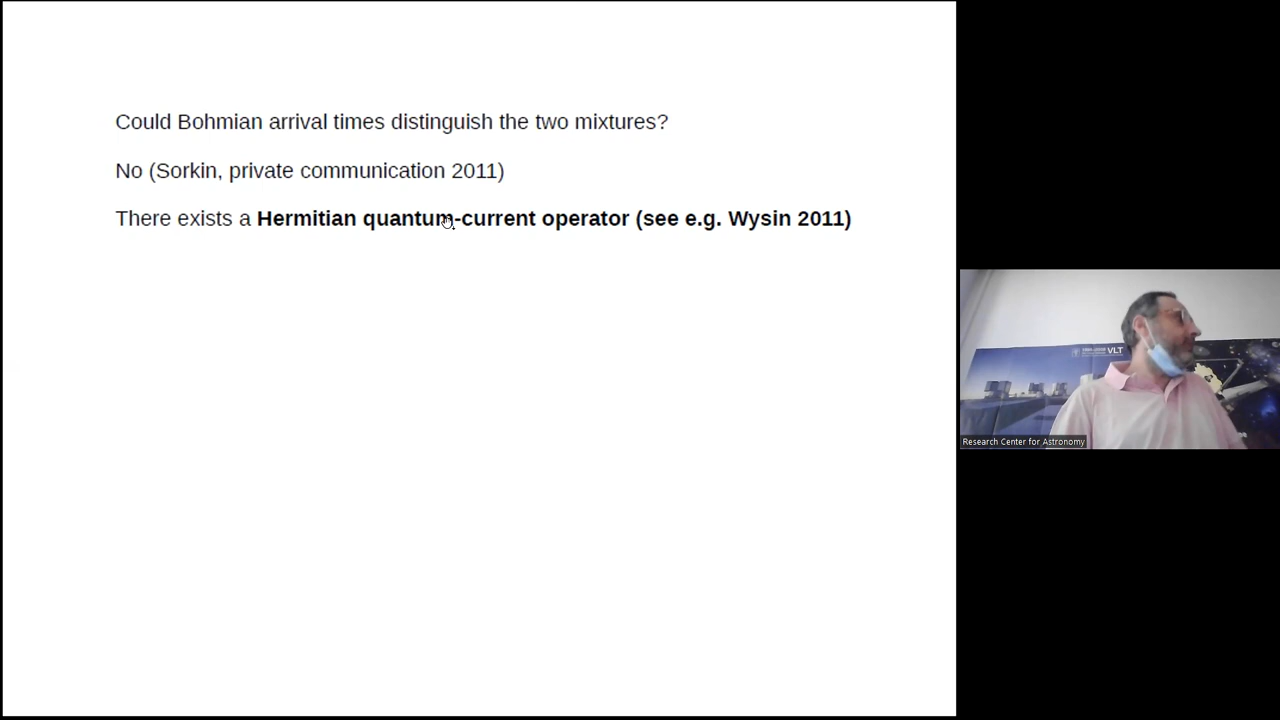 Could Bohmian arrival times distinguish the two mixtures?
No (Sorkin, private communication 2011)
There exists a Hermitian quantum-current operator (see e.g. Wysin 2011)
VLT
Research Center for Astronomy